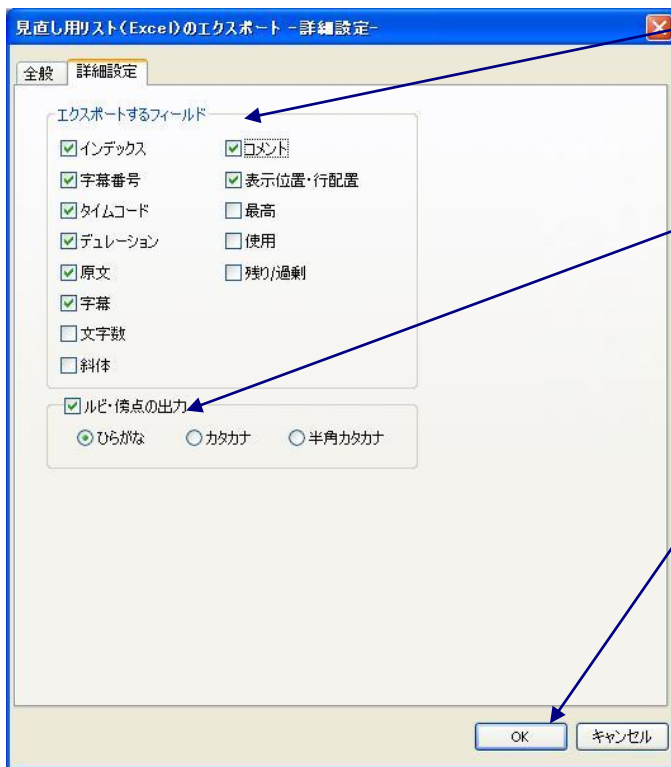 見直し用リスト(Excel)のエクスポート -詳細設定-
全般 詳細設定
エクスポートするフィールド
インデックス コメント
字幕番号 表示位置・行配置
タイムコード 最高
デュレーション 使用
原文 残り/過剰
字幕
文字数
斜体
ルビ・傍点の出力
ひらがな カタカナ 半角カタカナ
OK キャンセル